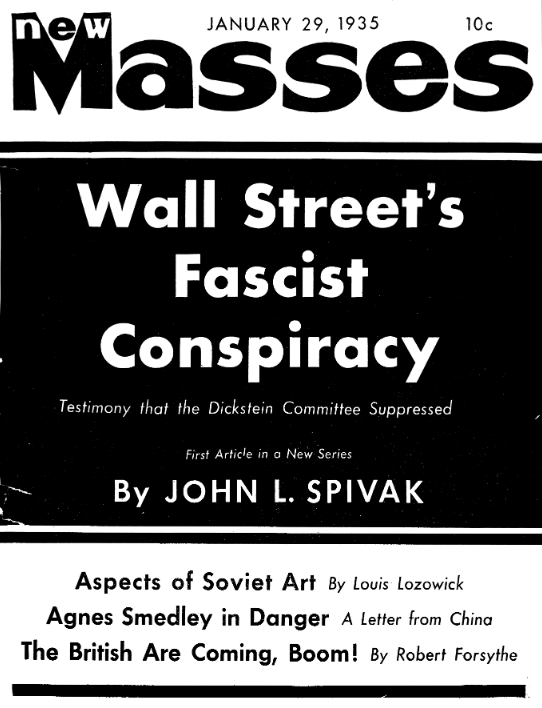 new
JANUARY 29, 1935 10c
Masses
Wall Street's
Fascist
Conspiracy
Testimony that the Dickstein Committee Suppressed
First Article in a New Series
By JOHN L. SPIVAK
Aspects of Soviet Art By Louis Lozowick
Agnes Smedley in Danger A Letter from China
The British Are Coming, Boom! By Robert Forsythe